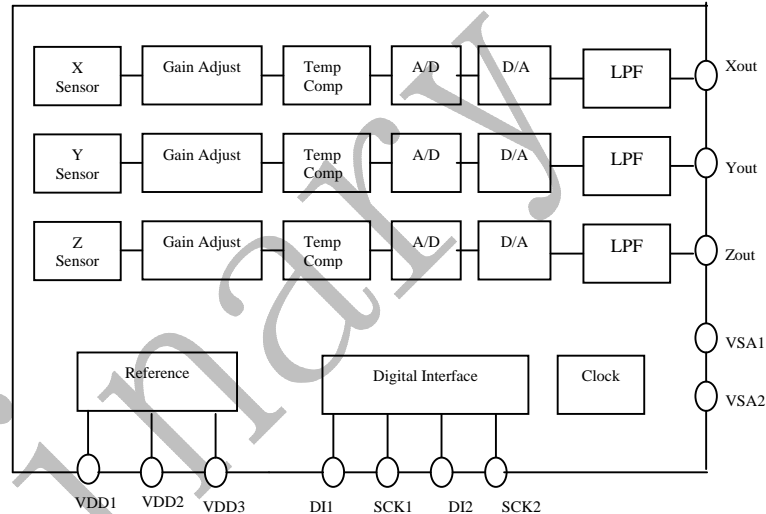 X Sensor
Gain Adjust
Temp Comp
A/D
D/A
LPF
Xout
Y Sensor
Gain Adjust
Temp Comp
A/D
D/A
LPF
Yout
Z Sensor
Gain Adjust
Temp Comp
A/D
D/A
LPF
Zout
VSA1
Reference
Digital Interface
Clock
VSA2
VDD1
VDD2
VDD3
DI1
SCK1
DI2
SCK2
inary